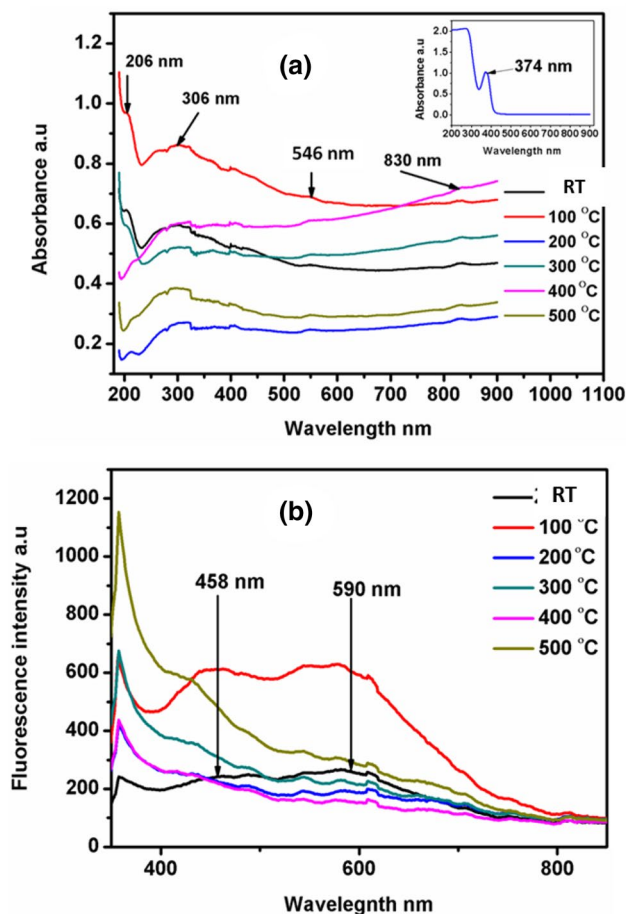 (a)
206 nm
306 nm
546 nm
830 nm
374 nm
Absorbance a.u
2.0
1.5
1.0
0.5
0.0
200 300 400 500 600 700 800 900
Wavelength nm
Absorbance a.u
1.2
1.0
0.8
0.6
0.4
0.2
RT
100 °C
200 °C
300 °C
400 °C
500 °C
200 300 400 500 600 700 800 900 1000 1100
Wavelength nm
(b)
458 nm
590 nm
Fluorescence intensity a.u
1200
1000
800
600
400
200
0
RT
100 °C
200 °C
300 °C
400 °C
500 °C
400 600 800
Wavelegnth nm